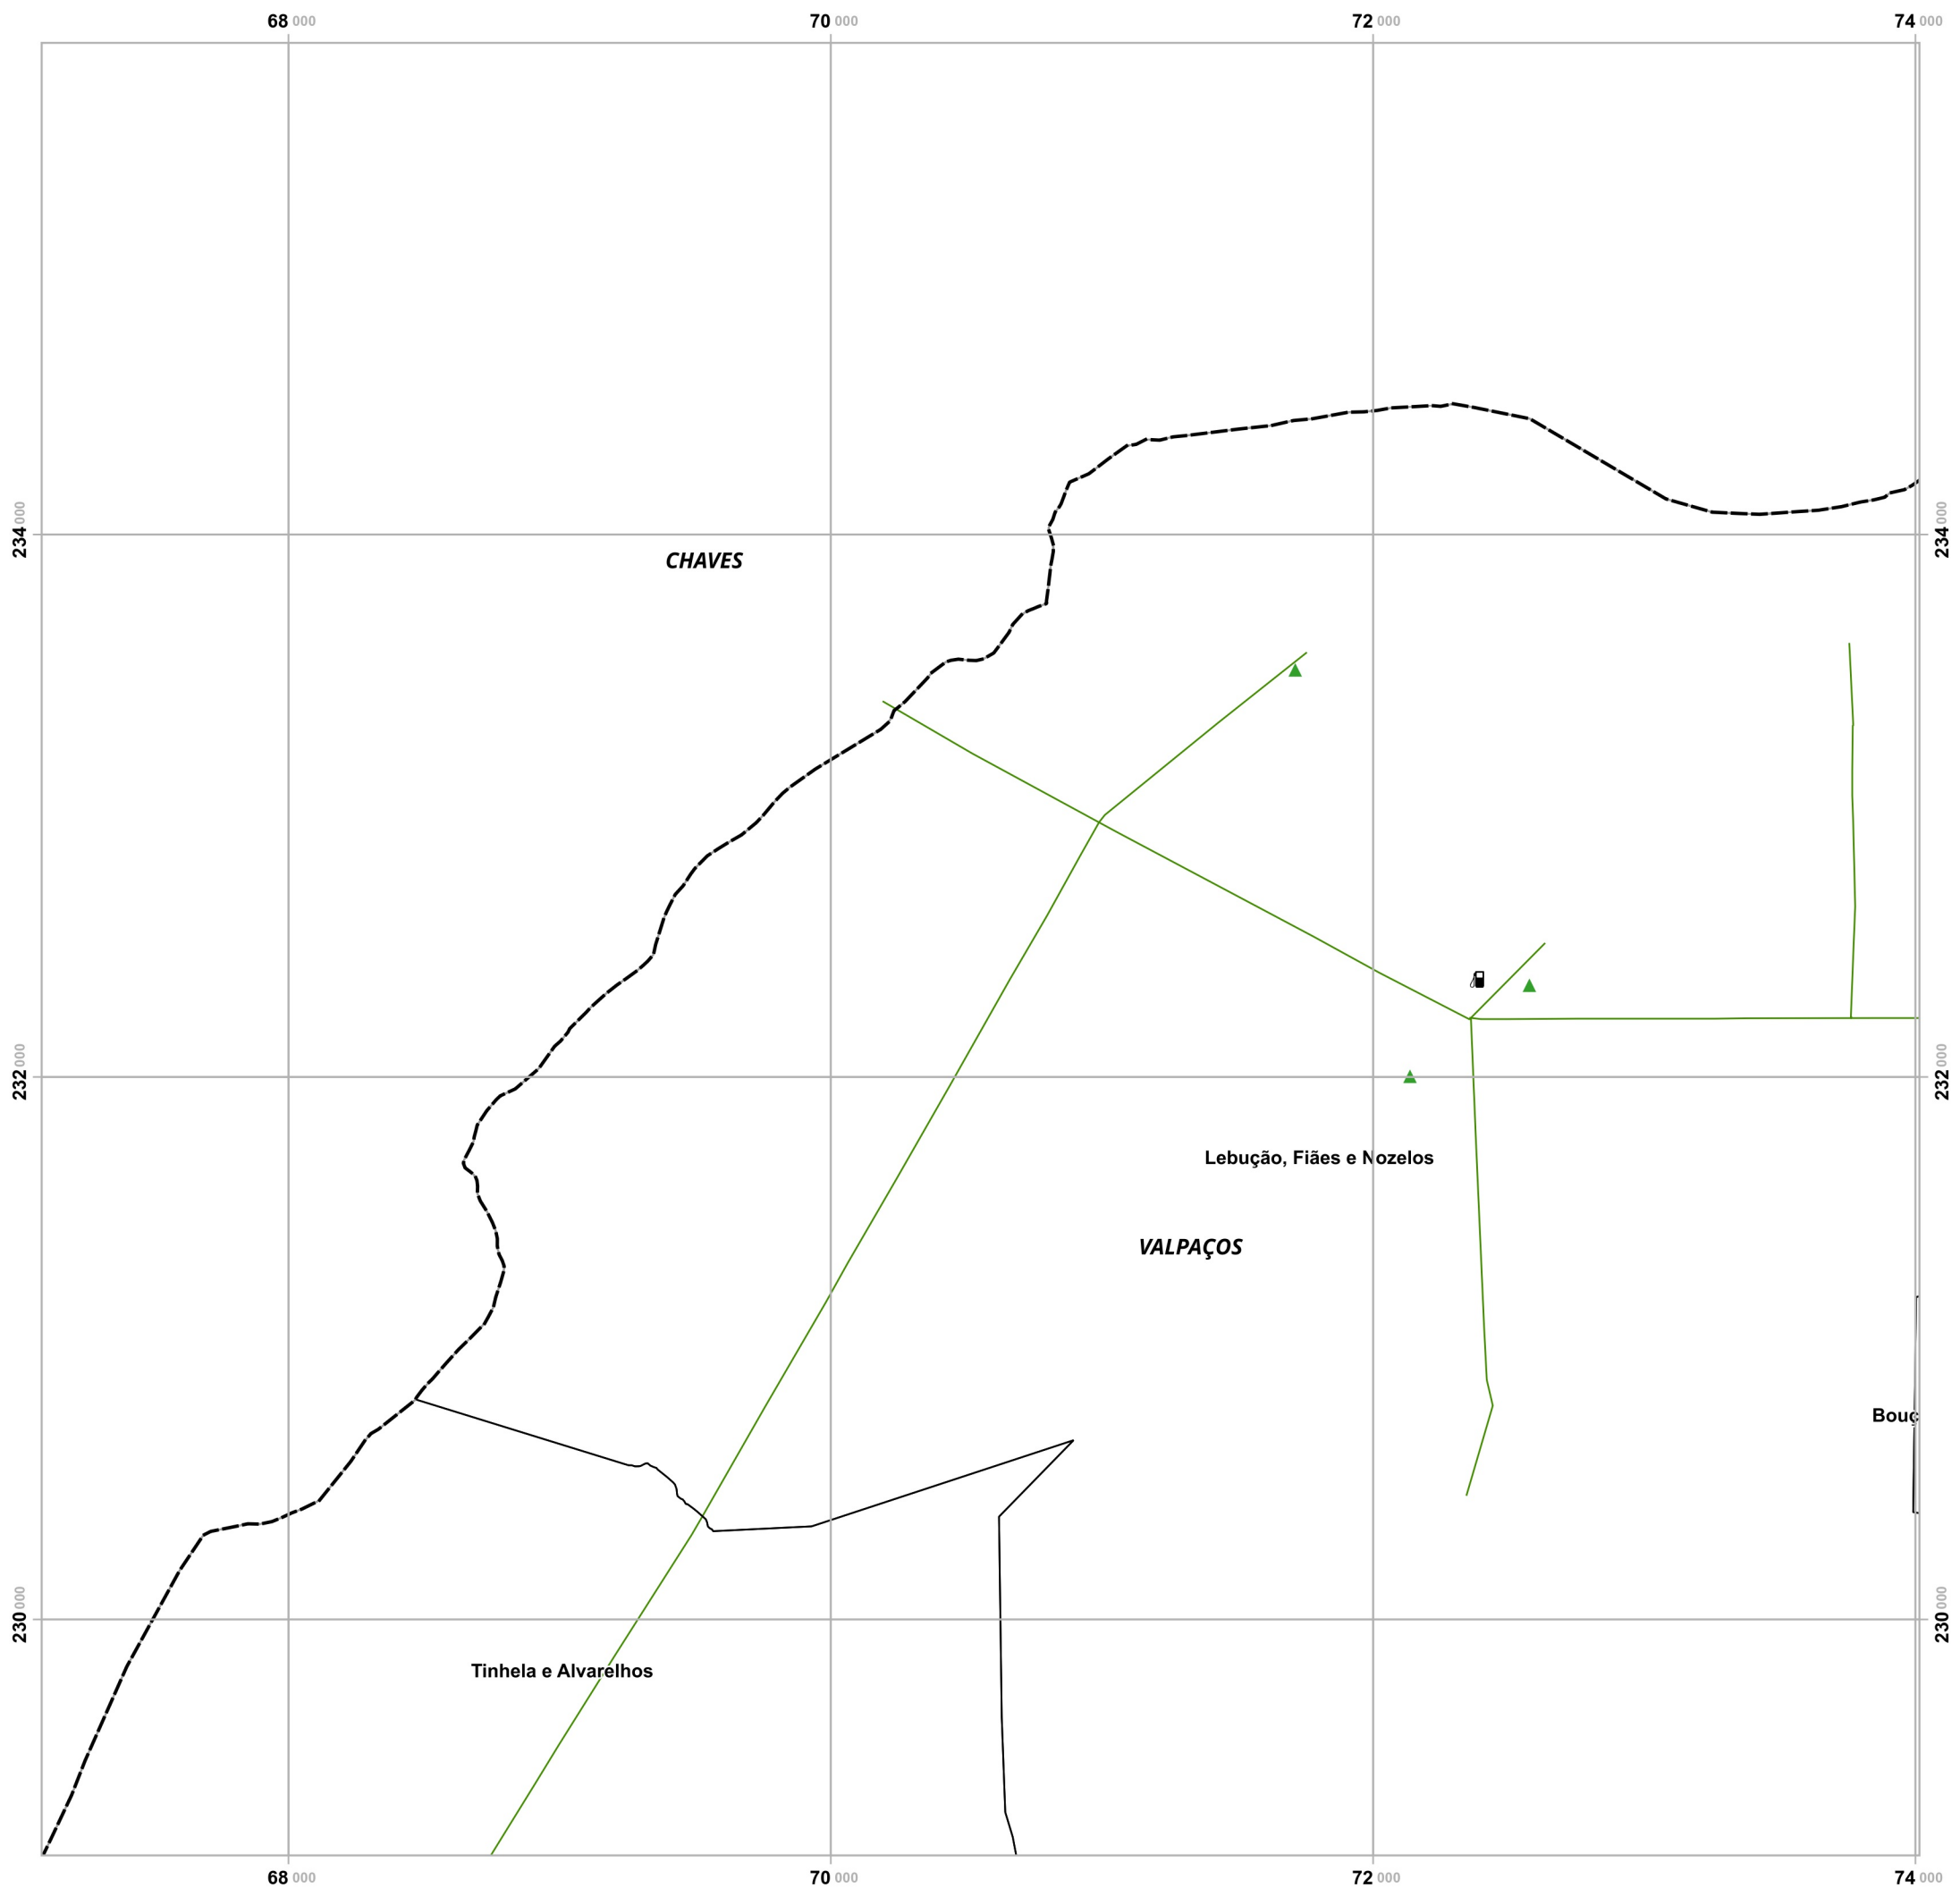 68 000 70 000 72 000 74 000
234 000 234 000
CHAVES
232 000 232 000
Lebução, Fiães e Nozelos
VALPAÇOS
Bouç
230 000 230 000
Tinhela e Alvarelhos
68 000 70 000 72 000 74 000